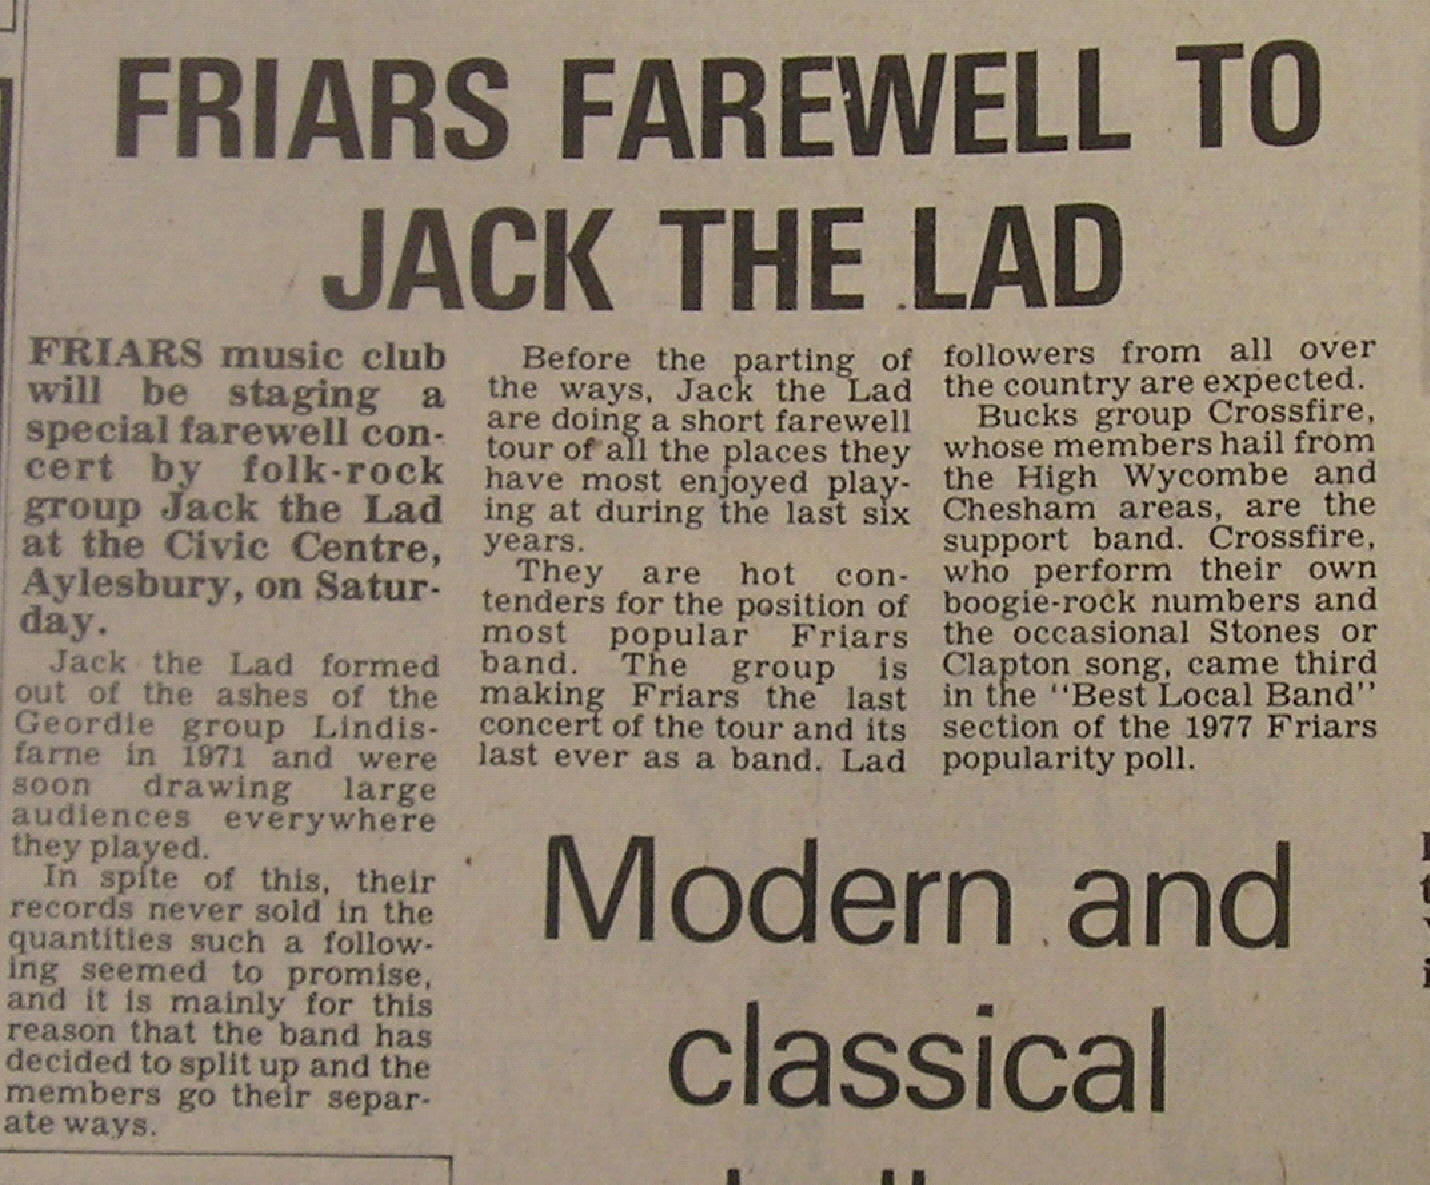 FRIARS FAREWELL TO
JACK THE LAD
FRIARS music club
will be staging a
special farewell con-
cert by folk-rock
group Jack the Lad
at the Civic Centre,
Aylesbury, on Satur-
day.
Jack the Lad formed
out of the ashes of the
Geordie group Lindis-
farne in 1971 and were
soon drawing large
audiences everywhere
they played.
In spite of this, their
records never sold in the
quantities such a follow-
ing seemed to promise,
and it is mainly for this
reason that the band has
decided to split up and the
members go their separ-
ate ways.
Before the parting of
the ways, Jack the Lad
are doing a short farewell
tour of all the places they
have most enjoyed play-
ing at during the last six
years.
They are hot con-
tenders for the position of
most popular Friars
band. The group is
making Friars the last
concert of the tour and its
last ever as a band. Lad
followers from all over
the country are expected.
Bucks group Crossfire,
whose members hail from
the High Wycombe and
Chesham areas, are the
support band. Crossfire,
who perform their own
boogie-rock numbers and
the occasional Stones or
Clapton song, came third
in the "Best Local Band"
section of the 1977 Friars
popularity poll.
Modern and
classical